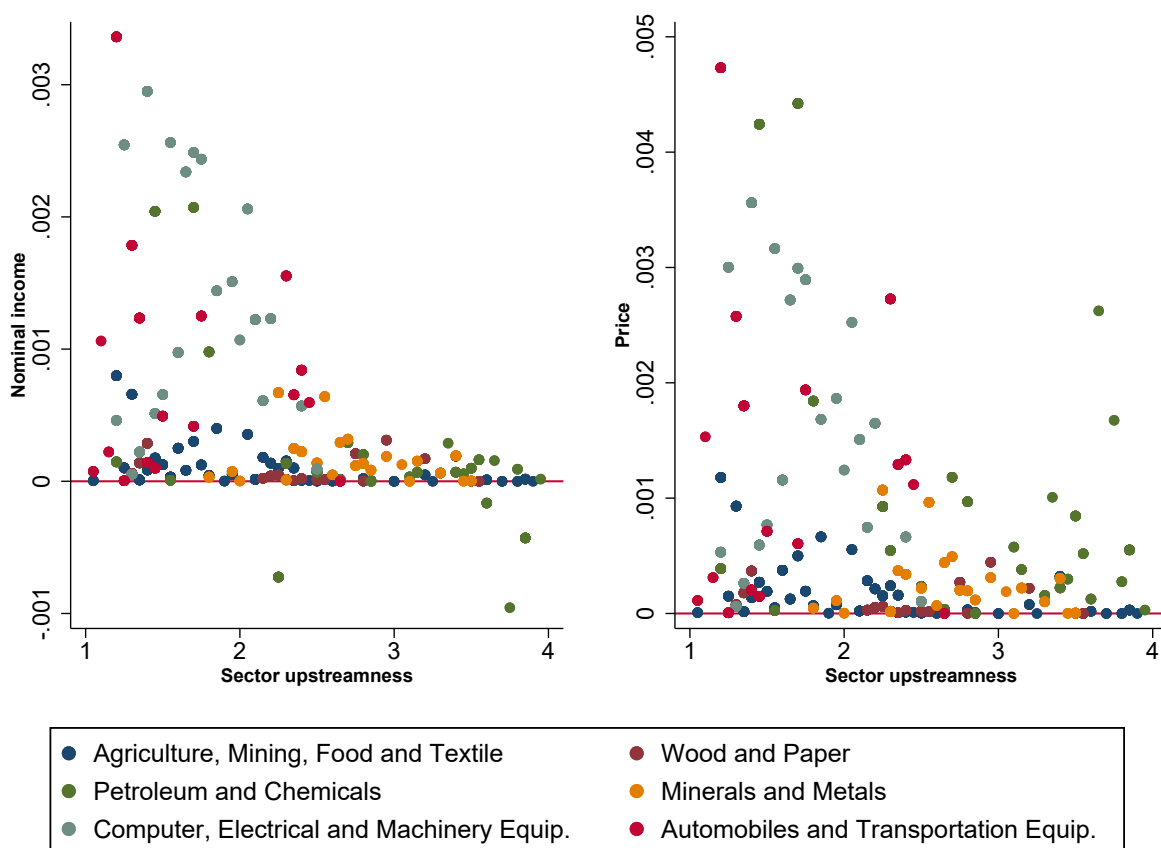 Nominal income
.003
.002
.001
0
-.001
1 2 3 4
Sector upstreamness
Price
.005
.004
.003
.002
.001
0
1 2 3 4
Sector upstreamness
Agriculture, Mining, Food and Textile
Wood and Paper
Petroleum and Chemicals
Minerals and Metals
Computer, Electrical and Machinery Equip.
Automobiles and Transportation Equip.